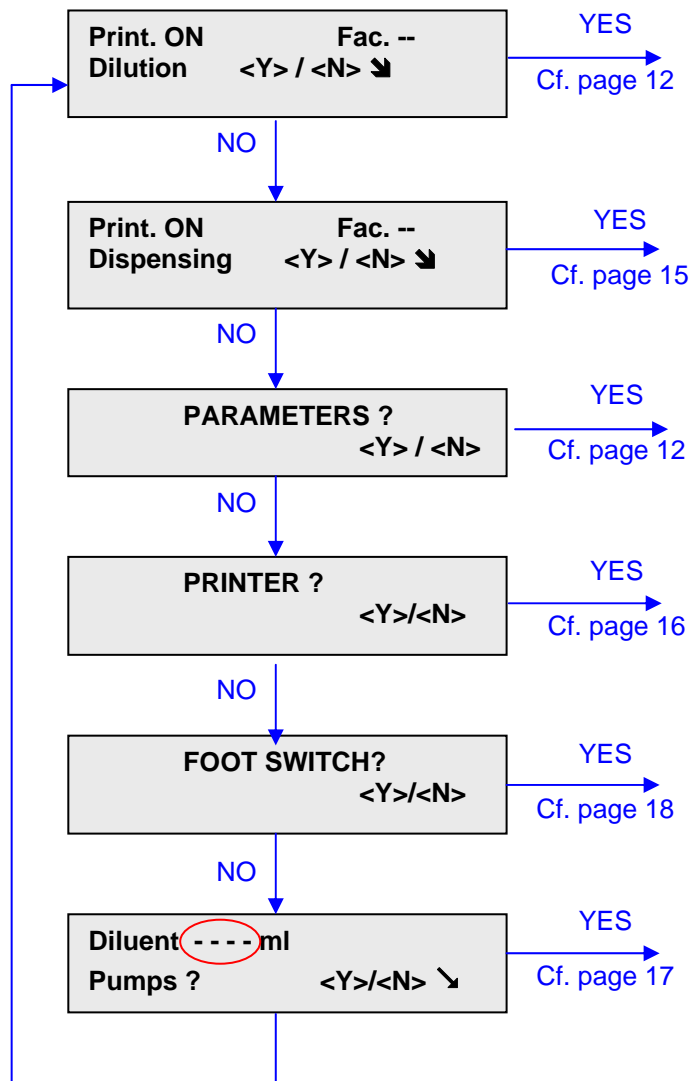 Print. ON Fac. --
Dilution <Y> / <N> ➘
YES
Cf. page 12
NO
Print. ON Fac. --
Dispensing <Y> / <N> ➘
YES
Cf. page 15
NO
PARAMETERS ?
<Y> / <N>
YES
Cf. page 12
NO
PRINTER ?
<Y>/<N>
YES
Cf. page 16
NO
FOOT SWITCH?
<Y>/<N>
YES
Cf. page 18
NO
Diluent - - - - ml
Pumps ? <Y>/<N> ➘
YES
Cf. page 17